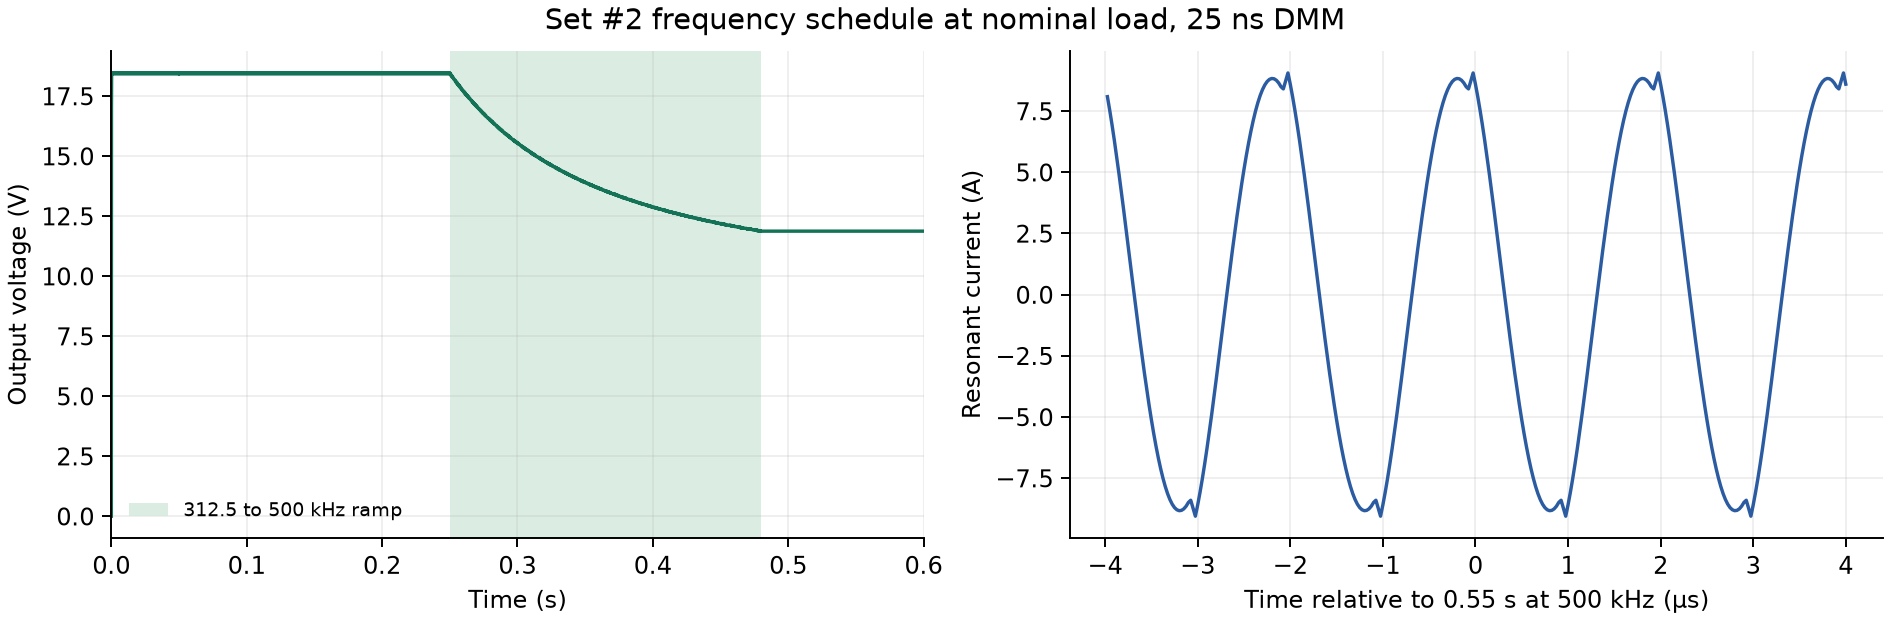 Set #2 frequency schedule at nominal load, 25 ns DMM
Output voltage (V)
17.5
15.0
12.5
10.0
7.5
5.0
2.5
0.0
312.5 to 500 kHz ramp
0.0 0.1 0.2 0.3 0.4 0.5 0.6
Time (s)
Resonant current (A)
7.5
5.0
2.5
0.0
−2.5
−5.0
−7.5
−4 −3 −2 −1 0 1 2 3 4
Time relative to 0.55 s at 500 kHz (μs)